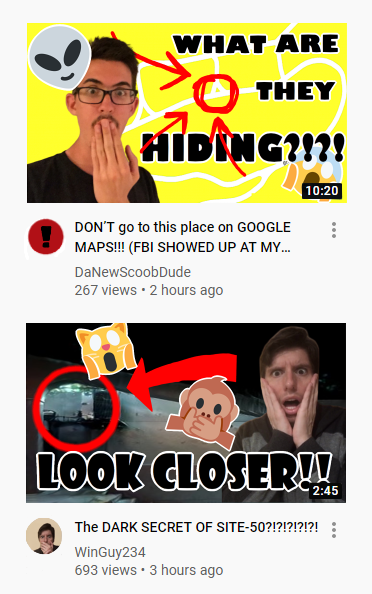 WHAT ARE
THEY
HIDING?!?!
10:20
!
DON'T go to this place on GOOGLE
MAPS!!! (FBI SHOWED UP AT MY...
DaNewScoobDude
267 views • 2 hours ago
LOOK CLOSER!!
2:45
The DARK SECRET OF SITE-50?!?!?!?!?!
WinGuy234
693 views • 3 hours ago